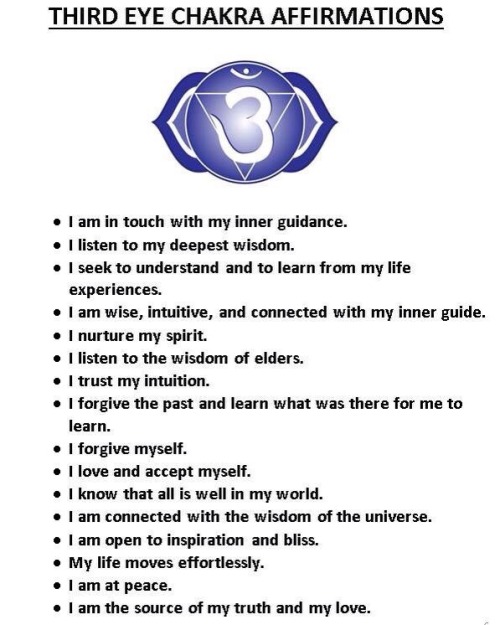 THIRD EYE CHAKRA AFFIRMATIONS
• I am in touch with my inner guidance.
• I listen to my deepest wisdom.
• I seek to understand and to learn from my life
experiences.
• I am wise, intuitive, and connected with my inner guide.
• I nurture my spirit.
• I listen to the wisdom of elders.
• I trust my intuition.
• I forgive the past and learn what was there for me to
learn.
• I forgive myself.
• I love and accept myself.
• I know that all is well in my world.
• I am connected with the wisdom of the universe.
• I am open to inspiration and bliss.
• My life moves effortlessly.
• I am at peace.
• I am the source of my truth and my love.